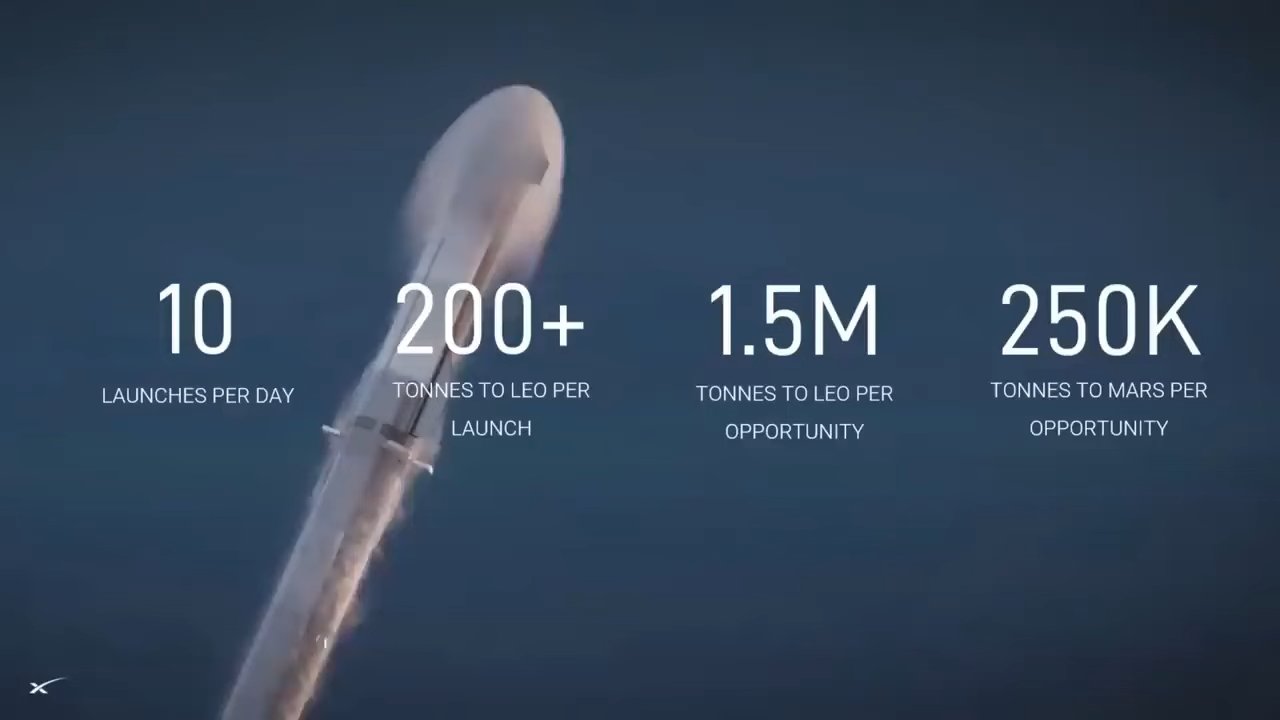 10
LAUNCHES PER DAY
200+
TONNES TO LEO PER
LAUNCH
1.5M
TONNES TO LEO PER
OPPORTUNITY
250K
TONNES TO MARS PER
OPPORTUNITY